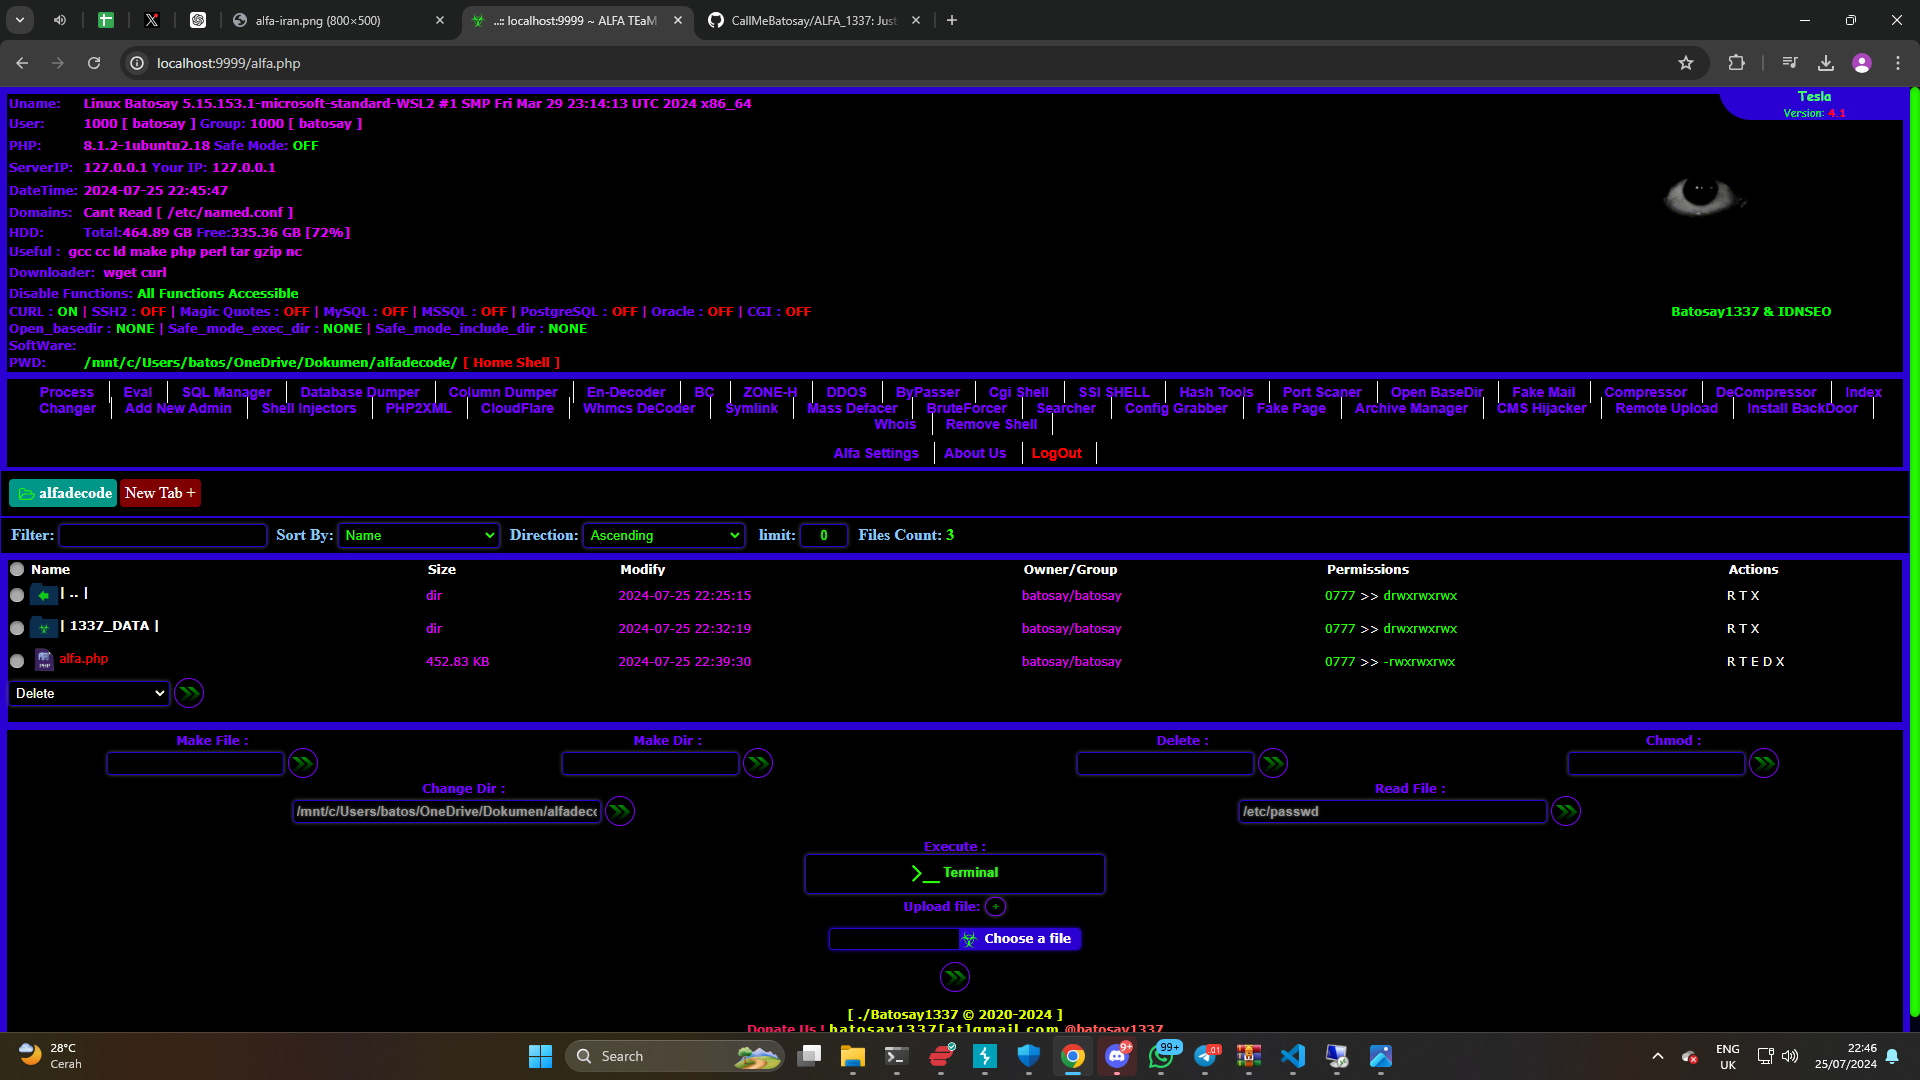 alfa-iran.png (800×500)
..:: localhost:9999 ~ ALFA TEaM
CallMeBatosay/ALFA_1337: Just
localhost:9999/alfa.php
Uname: Linux Batosay 5.15.153.1-microsoft-standard-WSL2 #1 SMP Fri Mar 29 23:14:13 UTC 2024 x86_64
Tesla
Version: 4.1
User: 1000 [ batosay ] Group: 1000 [ batosay ]
PHP: 8.1.2-1ubuntu2.18 Safe Mode: OFF
ServerIP: 127.0.0.1 Your IP: 127.0.0.1
DateTime: 2024-07-25 22:45:47
Domains: Cant Read [ /etc/named.conf ]
HDD: Total:464.89 GB Free:335.36 GB [72%]
Useful : gcc cc ld make php perl tar gzip nc
Downloader: wget curl
Disable Functions: All Functions Accessible
CURL : ON | SSH2 : OFF | Magic Quotes : OFF | MySQL : OFF | MSSQL : OFF | PostgreSQL : OFF | Oracle : OFF | CGI : OFF
Batosay1337 & IDNSEO
Open_basedir : NONE | Safe_mode_exec_dir : NONE | Safe_mode_include_dir : NONE
SoftWare:
PWD: /mnt/c/Users/batos/OneDrive/Dokumen/alfadecode/ [ Home Shell ]
Process Eval SQL Manager Database Dumper Column Dumper En-Decoder BC ZONE-H DDOS ByPasser Cgi Shell SSI SHELL Hash Tools Port Scaner Open BaseDir Fake Mail Compressor DeCompressor Index
Changer Add New Admin Shell Injectors PHP2XML CloudFlare Whmcs DeCoder Symlink Mass Defacer BruteForcer Searcher Config Grabber Fake Page Archive Manager CMS Hijacker Remote Upload Install BackDoor
Whois Remove Shell
Alfa Settings About Us LogOut
alfadecode New Tab +
Filter: Sort By: Name Direction: Ascending limit: 0 Files Count: 3
Name Size Modify Owner/Group Permissions Actions
| .. | dir 2024-07-25 22:25:15 batosay/batosay 0777 >> drwxrwxrwx R T X
| 1337_DATA | dir 2024-07-25 22:32:19 batosay/batosay 0777 >> drwxrwxrwx R T X
alfa.php 452.83 KB 2024-07-25 22:39:30 batosay/batosay 0777 >> -rwxrwxrwx R T E D X
Delete
Make File : Make Dir : Delete : Chmod :
Change Dir : Read File :
/mnt/c/Users/batos/OneDrive/Dokumen/alfadeco /etc/passwd
Execute :
Terminal
Upload file: +
Choose a file
[ ./Batosay1337 © 2020-2024 ]
Donate Us ! batosay1337[at]gmail.com @batosay1337
28°C
Cerah
Search
9+
99+
ENG
UK
22:46
25/07/2024